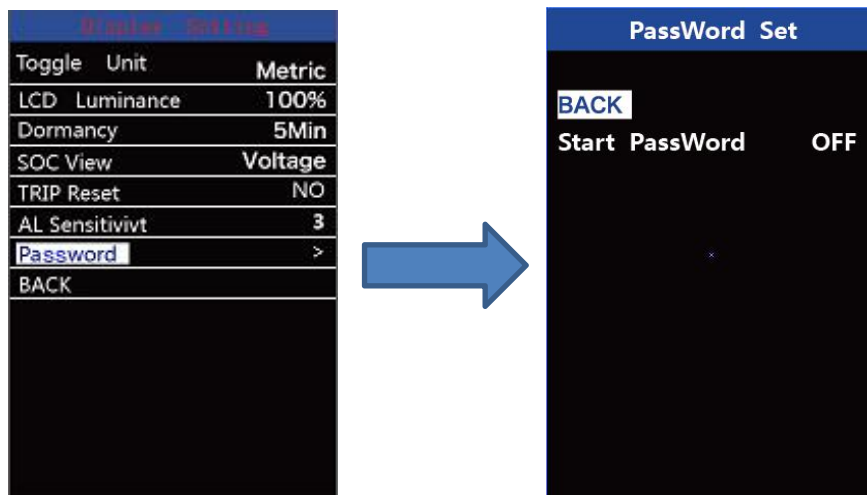 Display Setting
Toggle Unit Metric
LCD Luminance 100%
Dormancy 5Min
SOC View Voltage
TRIP Reset NO
AL Sensitivivt 3
Password >
BACK
PassWord Set
BACK
Start PassWord OFF